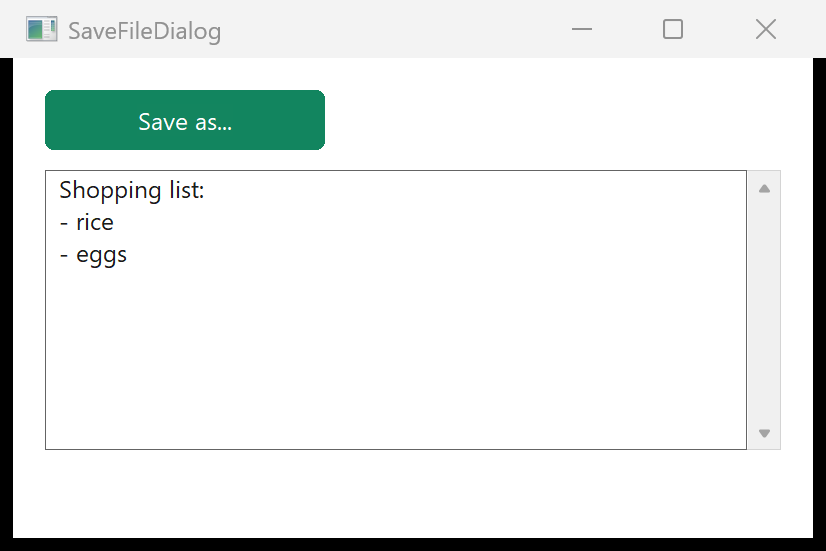 SaveFileDialog
Save as...
Shopping list:
- rice
- eggs